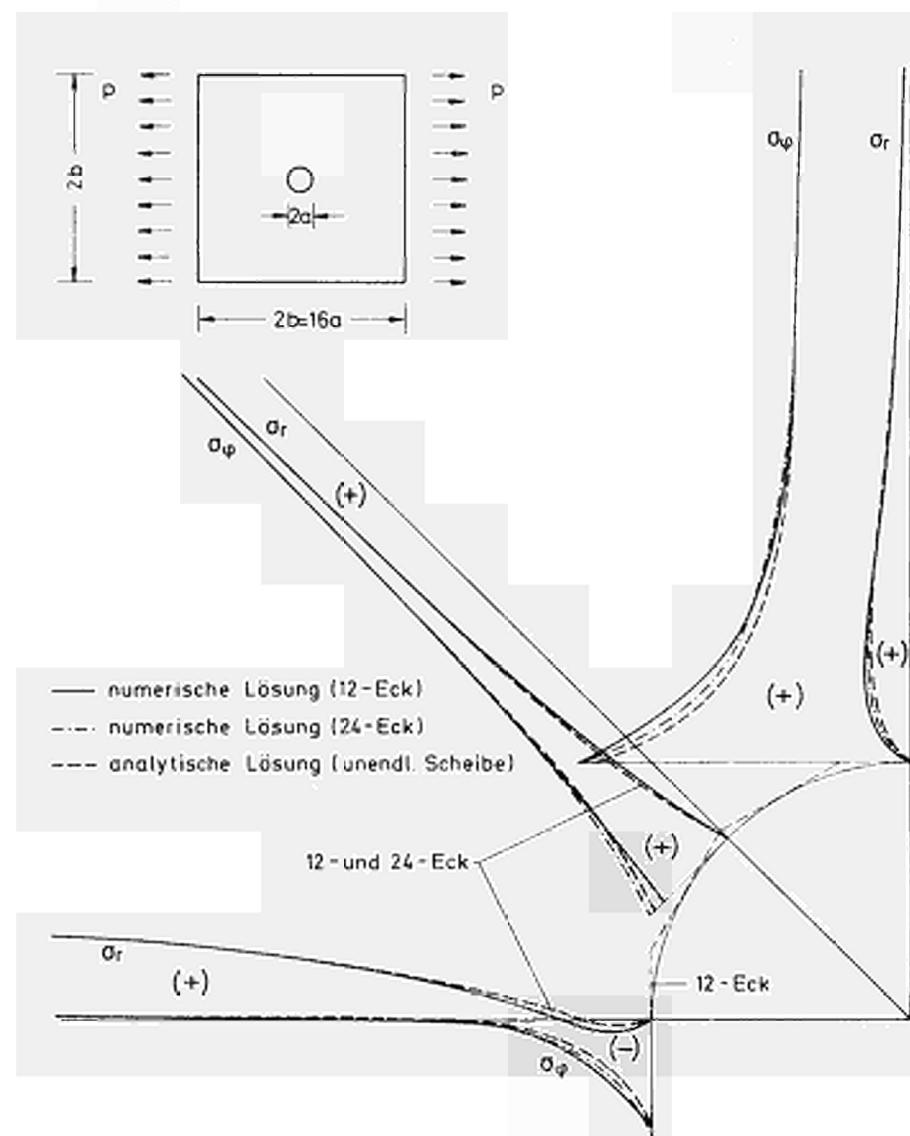 p
p
2b
2a
2b=16a
σφ
σr
σr
σφ
(+)
(+)
(+)
numerische Lösung (12-Eck)
numerische Lösung (24-Eck)
analytische Lösung (unendl. Scheibe)
12-und 24-Eck
(+)
σr
(+)
12-Eck
(-)
σφ